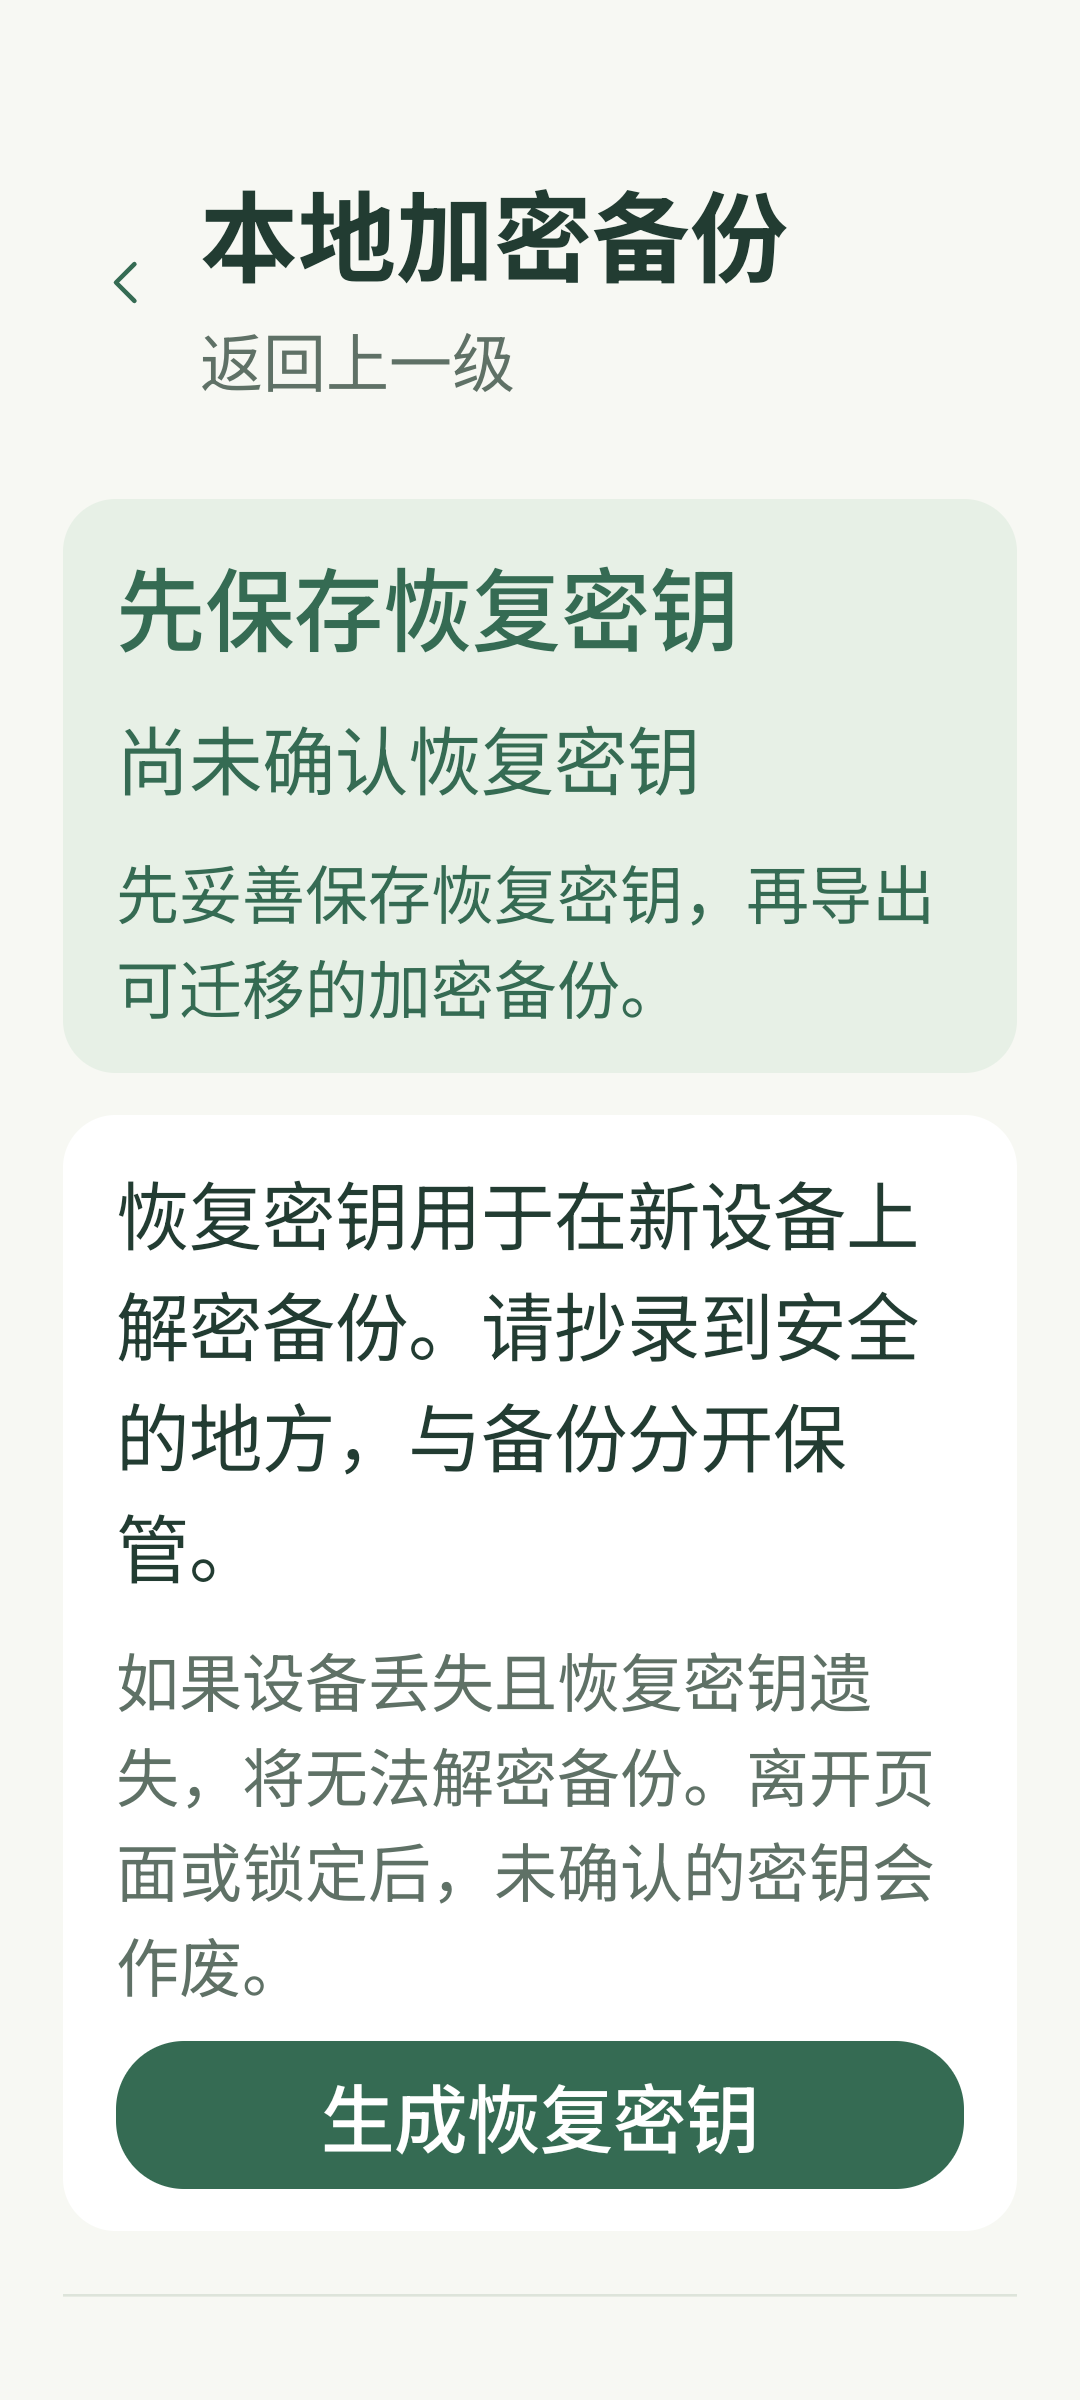 本地加密备份
返回上一级
先保存恢复密钥
尚未确认恢复密钥
先妥善保存恢复密钥，再导出
可迁移的加密备份。
恢复密钥用于在新设备上
解密备份。请抄录到安全
的地方，与备份分开保
管。
如果设备丢失且恢复密钥遗
失，将无法解密备份。离开页
面或锁定后，未确认的密钥会
作废。
生成恢复密钥